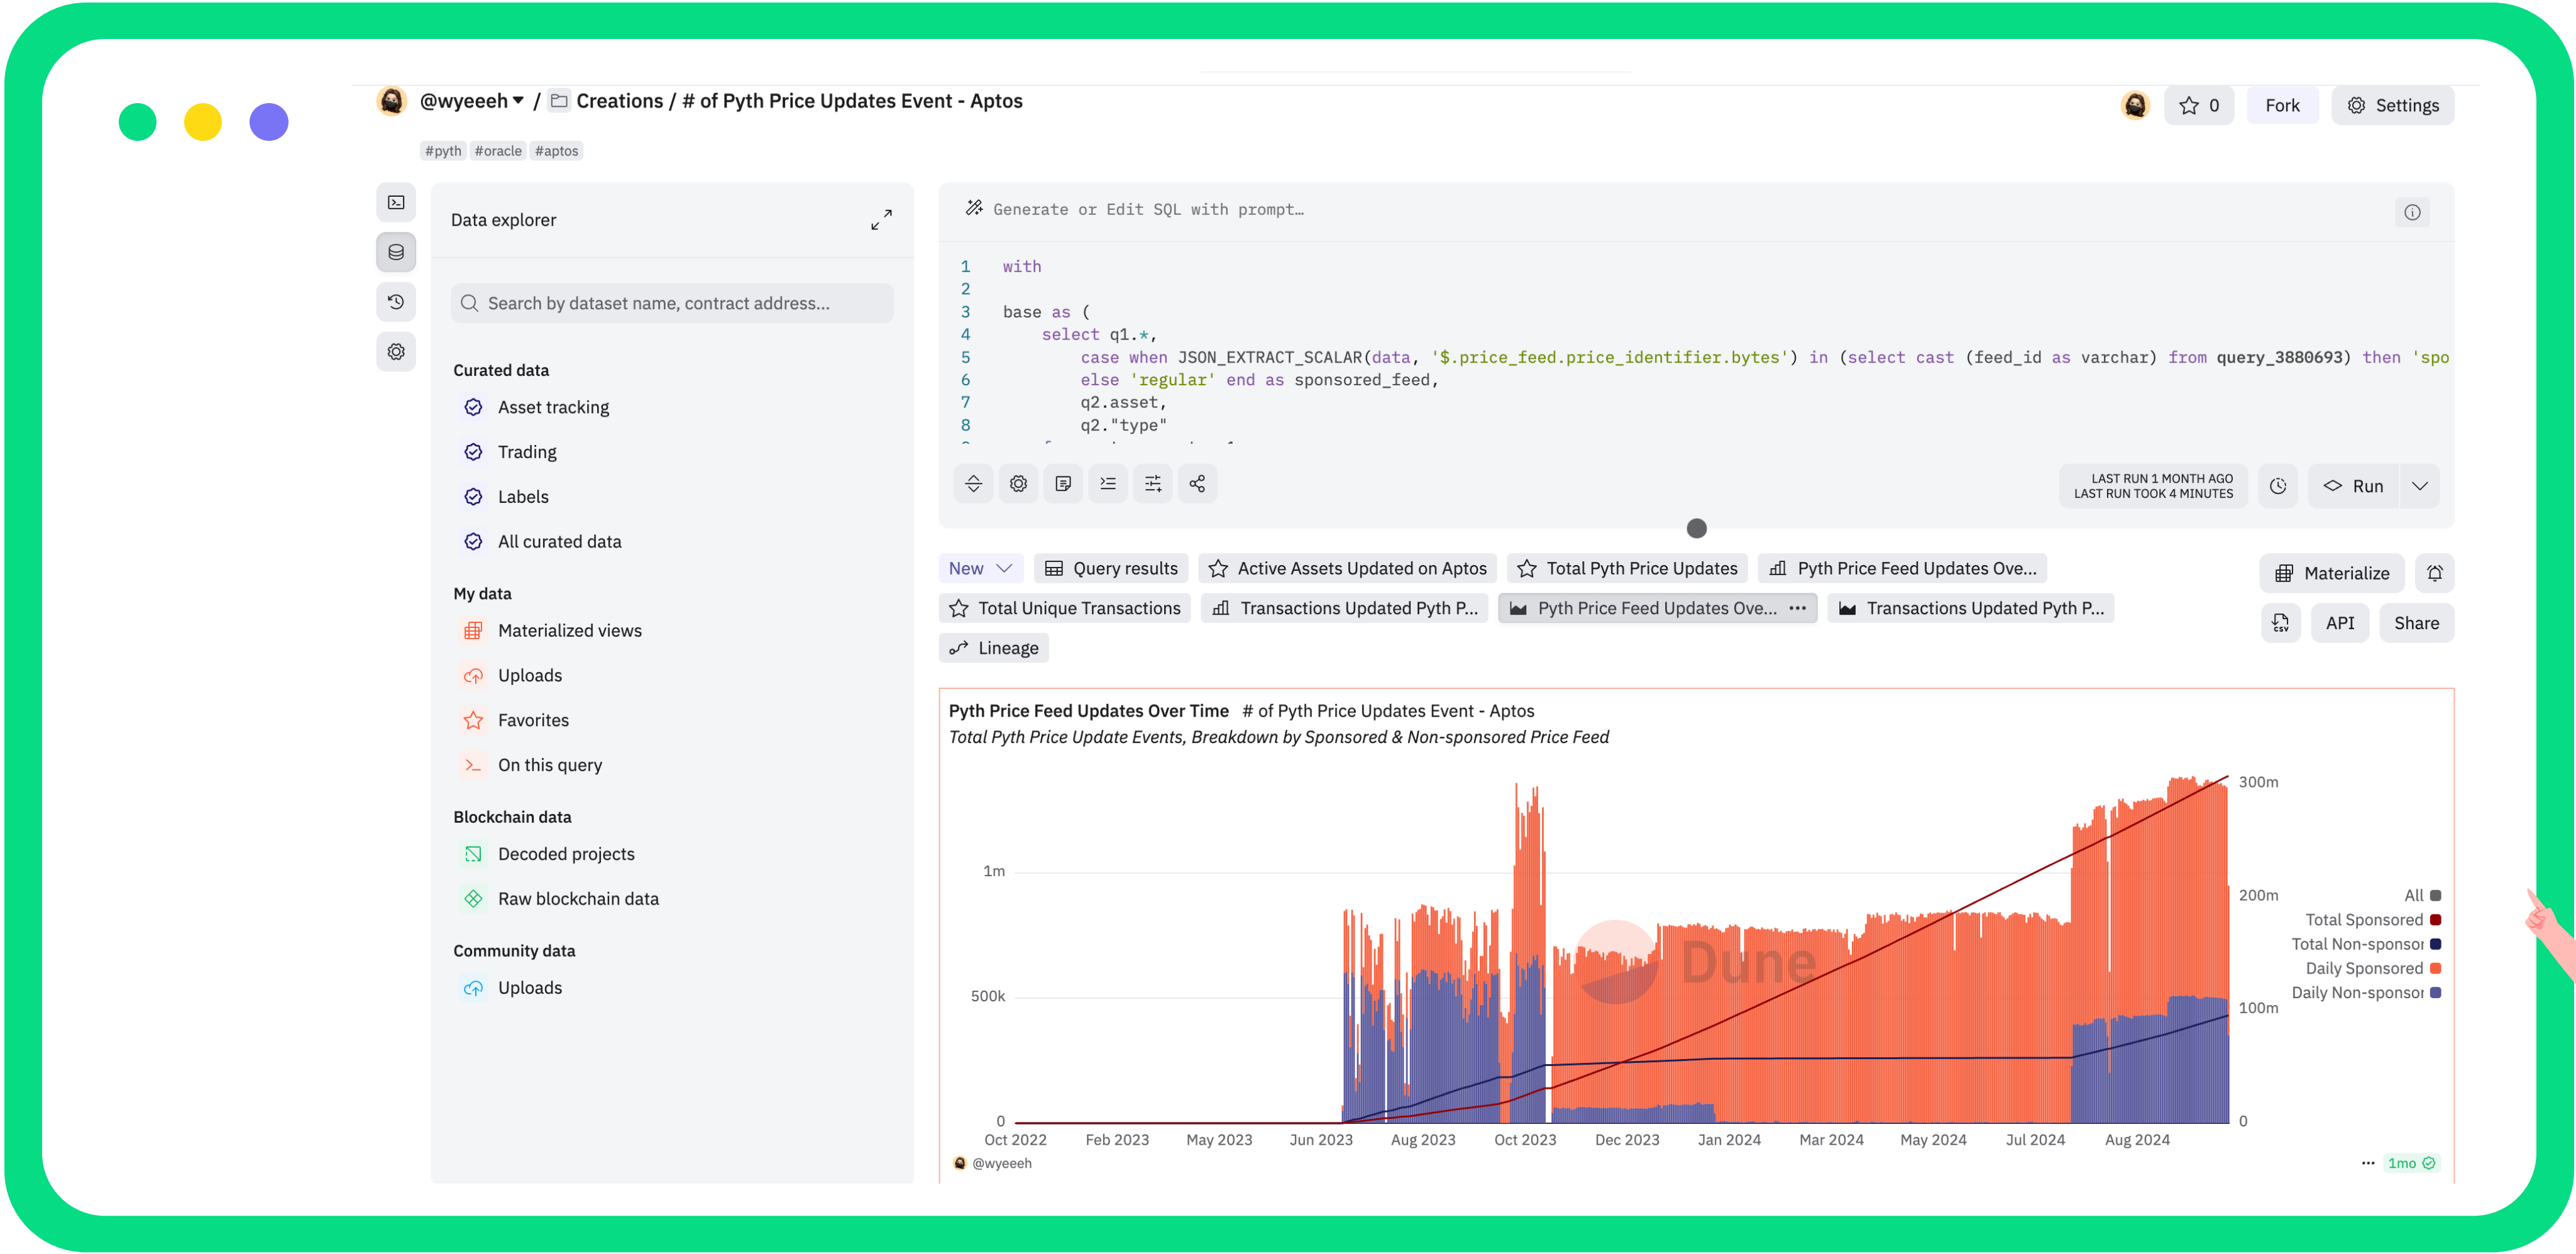 @wyeeeh / Creations / # of Pyth Price Updates Event - Aptos
0
Fork
Settings
#pyth #oracle #aptos
Data explorer
Search by dataset name, contract address...
Curated data
Asset tracking
Trading
Labels
All curated data
My data
Materialized views
Uploads
Favorites
On this query
Blockchain data
Decoded projects
Raw blockchain data
Community data
Uploads
Generate or Edit SQL with prompt…
1 with
2
3 base as (
4 select q1.*,
5 case when JSON_EXTRACT_SCALAR(data, '$.price_feed.price_identifier.bytes') in (select cast (feed_id as varchar) from query_3880693) then 'spo
6 else 'regular' end as sponsored_feed,
7 q2.asset,
8 q2."type"
LAST RUN 1 MONTH AGO
LAST RUN TOOK 4 MINUTES
Run
New
Query results
Active Assets Updated on Aptos
Total Pyth Price Updates
Pyth Price Feed Updates Ove...
Total Unique Transactions
Transactions Updated Pyth P...
Pyth Price Feed Updates Ove...
Transactions Updated Pyth P...
Lineage
Materialize
CSV
API
Share
Pyth Price Feed Updates Over Time # of Pyth Price Updates Event - Aptos
Total Pyth Price Update Events, Breakdown by Sponsored & Non-sponsored Price Feed
1m
500k
0
300m
200m
100m
0
Dune
All
Total Sponsored
Total Non-sponsor
Daily Sponsored
Daily Non-sponsor
Oct 2022 Feb 2023 May 2023 Jun 2023 Aug 2023 Oct 2023 Dec 2023 Jan 2024 Mar 2024 May 2024 Jul 2024 Aug 2024
@wyeeeh
1mo